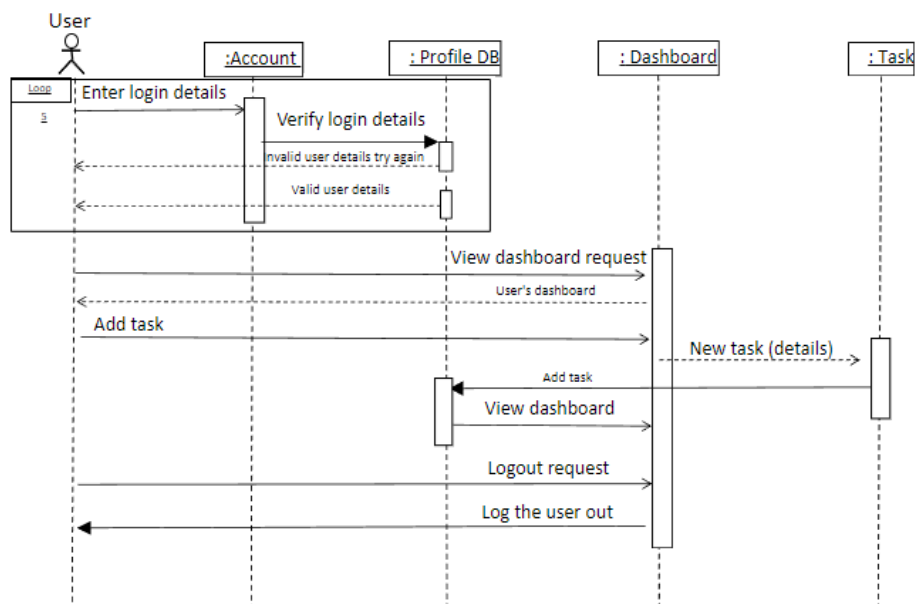 User
:Account
: Profile DB
: Dashboard
: Task
Loop
5
Enter login details
Verify login details
Invalid user details try again
Valid user details
View dashboard request
User's dashboard
Add task
New task (details)
Add task
View dashboard
Logout request
Log the user out